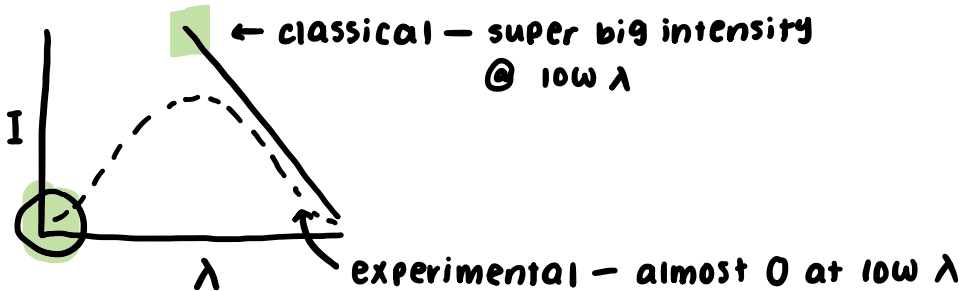 ← classical — super big intensity
@ low λ
I
λ
experimental — almost 0 at low λ